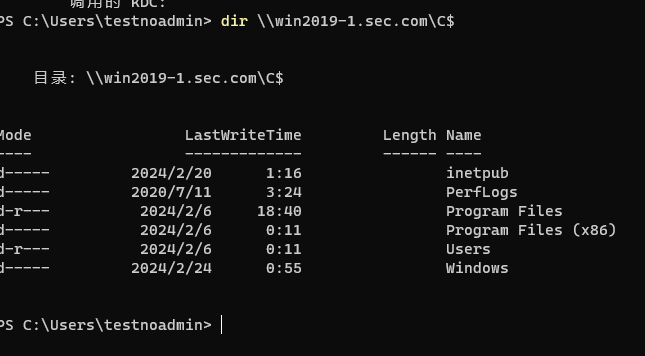 调用的 KDC:
PS C:\Users\testnoadmin> dir \\win2019-1.sec.com\C$
目录: \\win2019-1.sec.com\C$
Mode LastWriteTime Length Name
---- ------------- ------ ----
d----- 2024/2/20 1:16 inetpub
d----- 2020/7/11 3:24 PerfLogs
d-r--- 2024/2/6 18:40 Program Files
d----- 2024/2/6 0:11 Program Files (x86)
d-r--- 2024/2/6 0:11 Users
d----- 2024/2/24 0:55 Windows
PS C:\Users\testnoadmin>